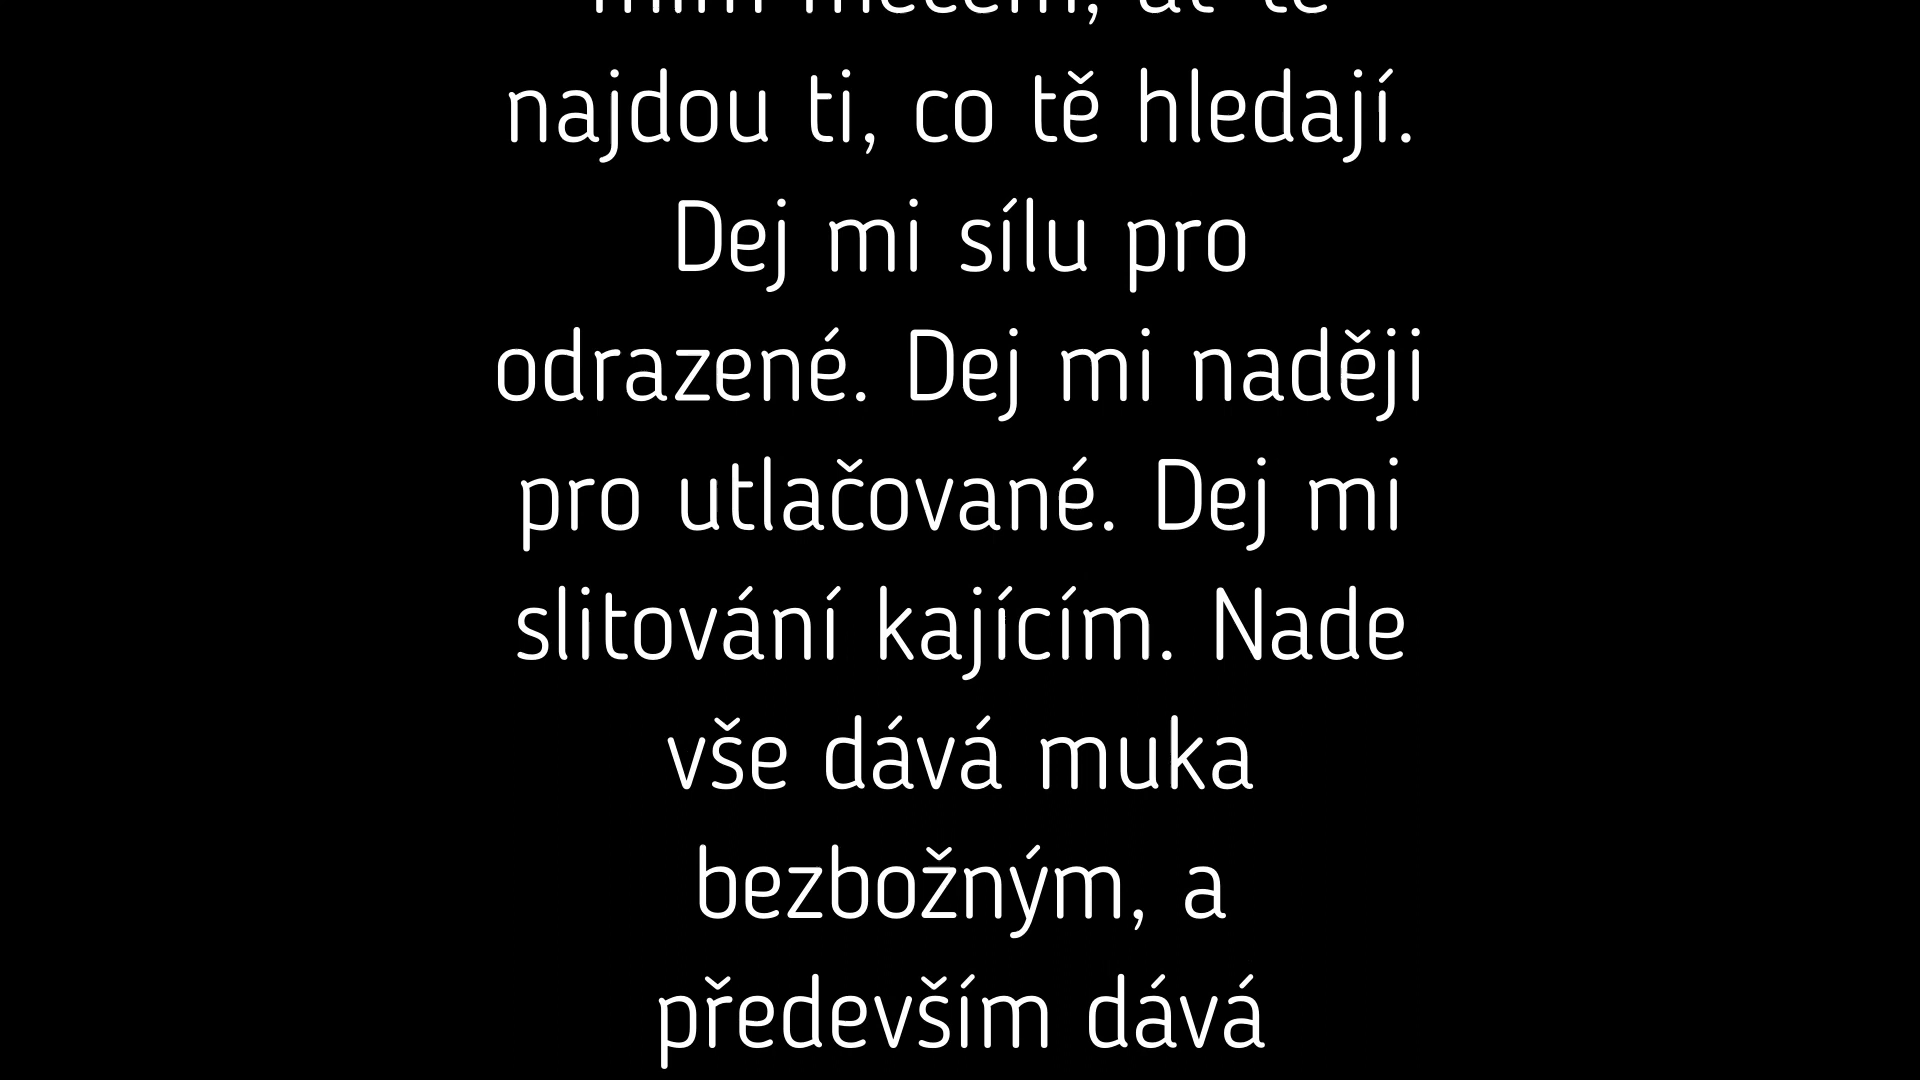 najdou ti, co tě hledají.
Dej mi sílu pro
odrazené. Dej mi naději
pro utlačované. Dej mi
slitování kajícím. Nade
vše dává muka
bezbožným, a
především dává